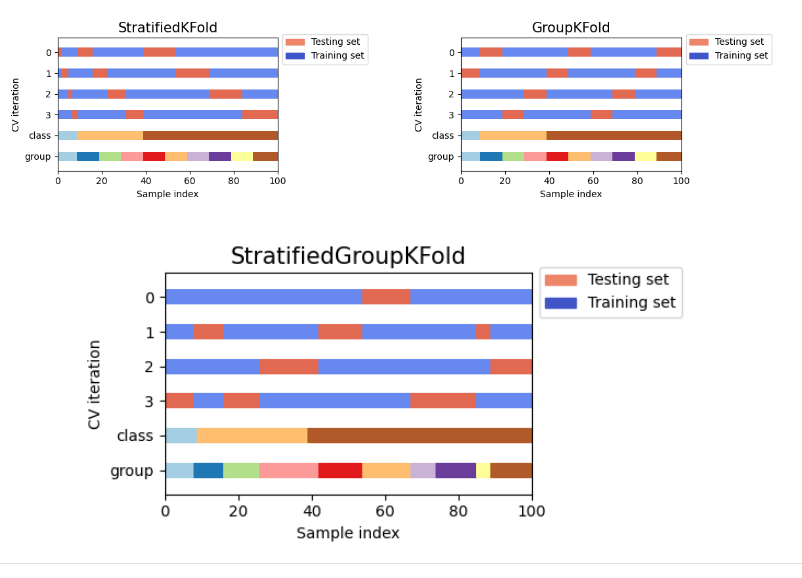 StratifiedKFold
Testing set
Training set
0
1
2
3
class
group
CV iteration
0 20 40 60 80 100
Sample index
GroupKFold
Testing set
Training set
0
1
2
3
class
group
CV iteration
0 20 40 60 80 100
Sample index
StratifiedGroupKFold
Testing set
Training set
0
1
2
3
class
group
CV iteration
0 20 40 60 80 100
Sample index